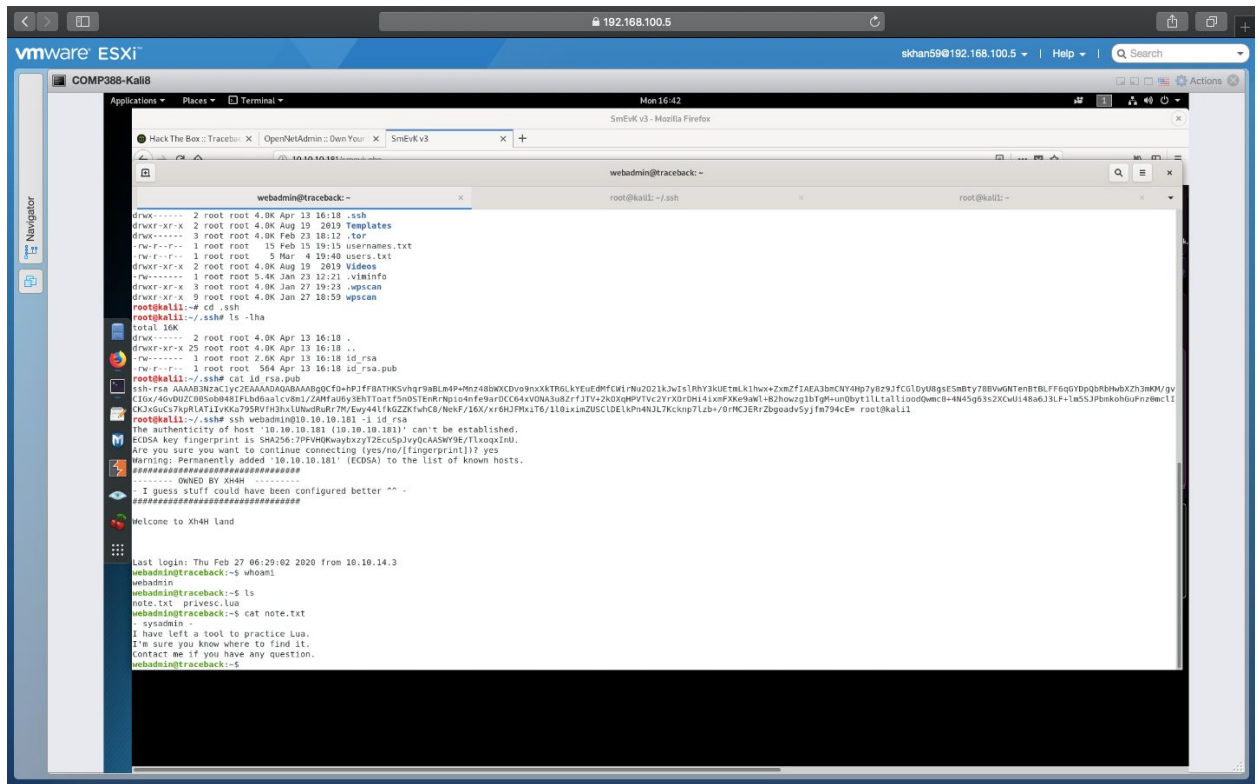 192.168.100.5
vmware ESXi
skhan59@192.168.100.5 | Help | Search
Navigator
COMP388-Kali8
Actions
Applications Places Terminal Mon 16:42 1
SmEvK v3 - Mozilla Firefox
Hack The Box :: Traceba OpenNetAdmin :: Own Your SmEvK v3
webadmin@traceback: ~
webadmin@traceback: ~ root@kali1: ~/.ssh root@kali1: ~
drwx------ 2 root root 4.0K Apr 13 16:18 .ssh
drwxr-xr-x 2 root root 4.0K Aug 19 2019 Templates
drwx------ 3 root root 4.0K Feb 23 18:12 .tor
-rw-r--r-- 1 root root 15 Feb 15 19:15 usernames.txt
-rw-r--r-- 1 root root 5 Mar 4 19:40 users.txt
drwxr-xr-x 2 root root 4.0K Aug 19 2019 Videos
-rw------- 1 root root 5.4K Jan 23 12:21 .viminfo
drwxr-xr-x 3 root root 4.0K Jan 27 19:23 .wpscan
drwxr-xr-x 9 root root 4.0K Jan 27 18:59 wpscan
root@kali1:~# cd .ssh
root@kali1:~/.ssh# ls -lha
total 16K
drwx------ 2 root root 4.0K Apr 13 16:18 .
drwxr-xr-x 25 root root 4.0K Apr 13 16:18 ..
-rw------- 1 root root 2.6K Apr 13 16:18 id_rsa
-rw-r--r-- 1 root root 564 Apr 13 16:18 id_rsa.pub
root@kali1:~/.ssh# cat id_rsa.pub
ssh-rsa
root@kali1
root@kali1:~/.ssh# ssh webadmin@10.10.10.181 -i id_rsa
The authenticity of host '10.10.10.181 (10.10.10.181)' can't be established.
ECDSA key fingerprint is
Are you sure you want to continue connecting (yes/no/[fingerprint])? yes
Warning: Permanently added '10.10.10.181' (ECDSA) to the list of known hosts.
#################################
-------- OWNED BY XH4H ---------
- I guess stuff could have been configured better ^^ -
#################################
Welcome to Xh4H land
Last login: Thu Feb 27 06:29:02 2020 from 10.10.14.3
webadmin@traceback:~$ whoami
webadmin
webadmin@traceback:~$ ls
note.txt privesc.lua
webadmin@traceback:~$ cat note.txt
- sysadmin -
I have left a tool to practice Lua.
I'm sure you know where to find it.
Contact me if you have any question.
webadmin@traceback:~$